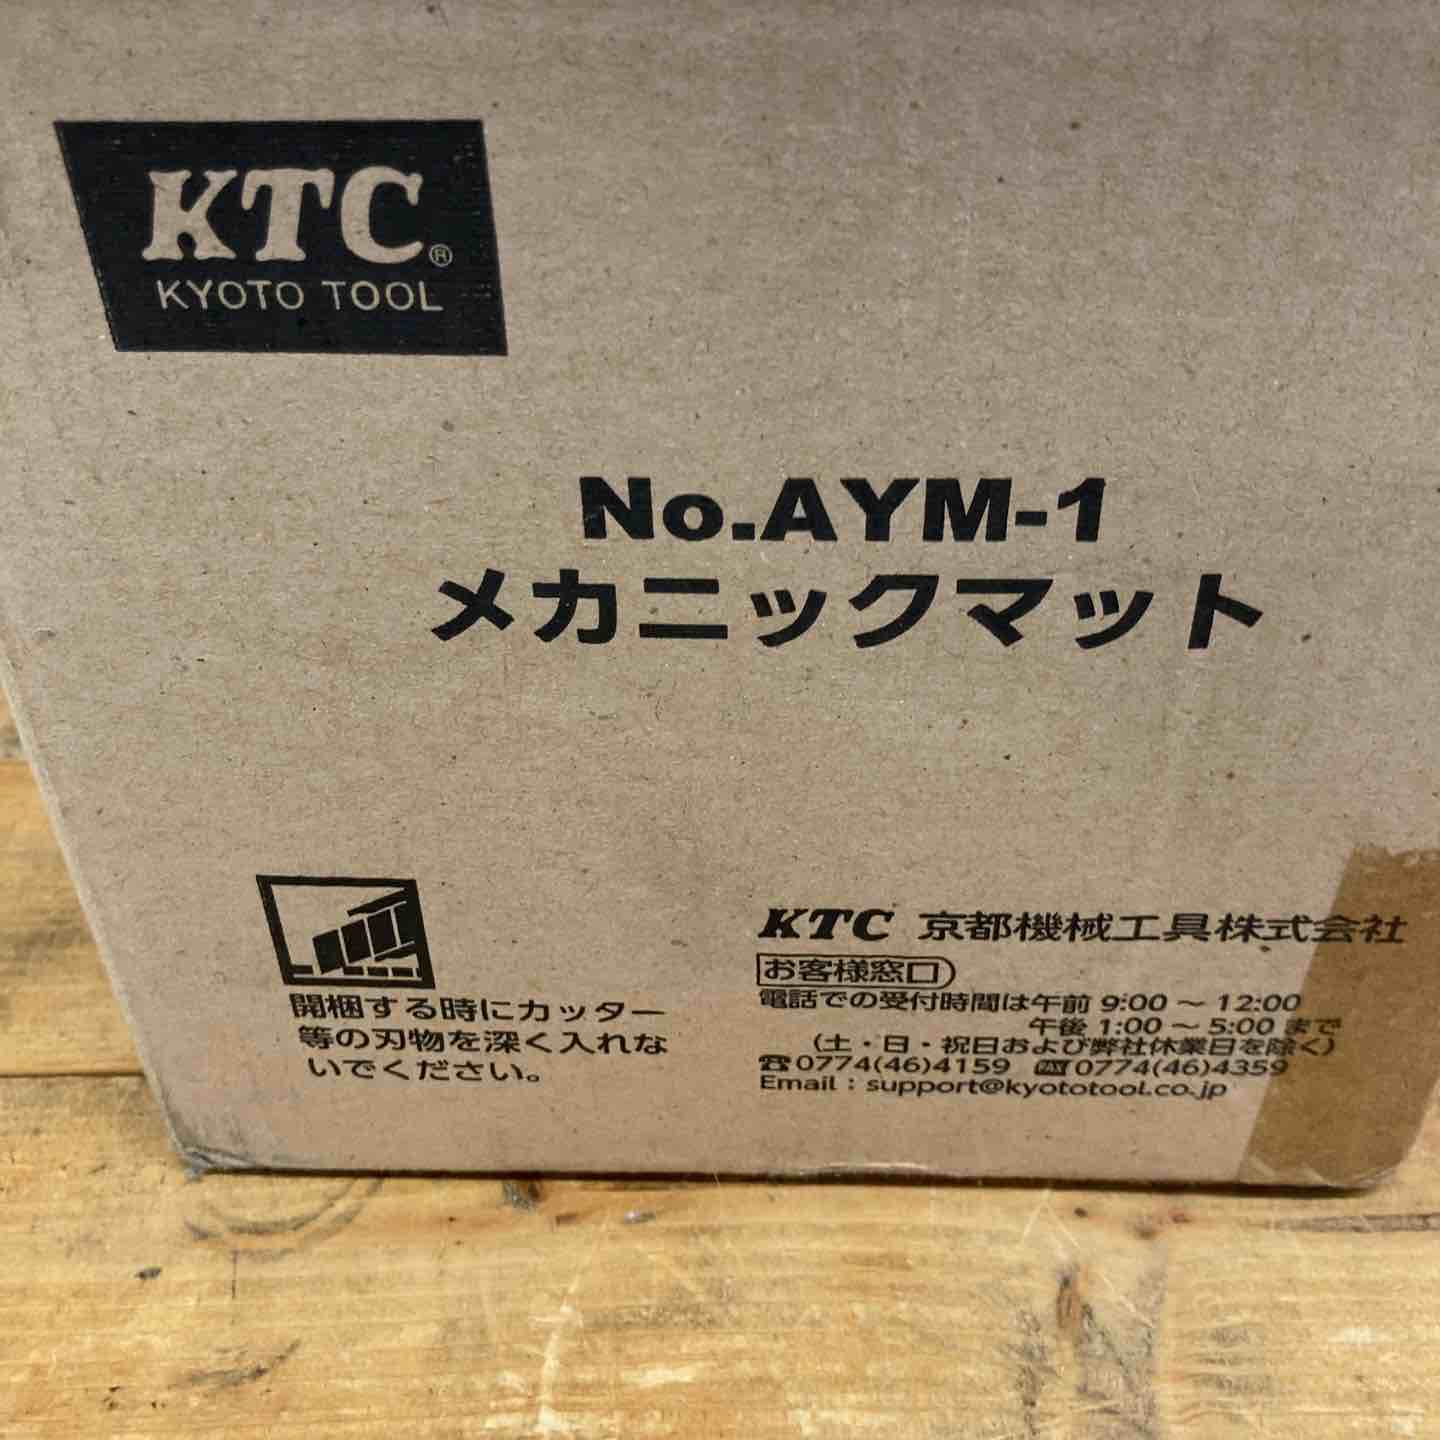 KTC®
KYOTO TOOL
No.AYM-1
メカニックマット
開梱する時にカッター
等の刃物を深く入れな
いでください。
KTC 京都機械工具株式会社
お客様窓口
電話での受付時間は午前 9:00 ～ 12:00
午後 1:00 ～ 5:00 まで
(土・日・祝日および弊社休業日を除く)
☎0774(46)4159 FAX 0774(46)4359
Email : support@kyototool.co.jp